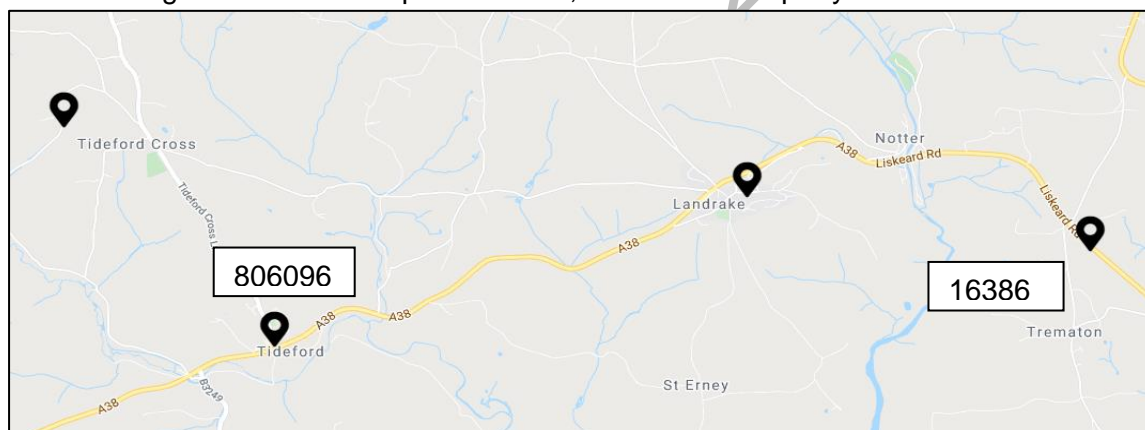 Notter
A38
Liskeard Rd
Tideford Cross
Tideford Cross L
Landrake
Liskeard Rd
A38
806096
16386
A38
A38
Trematon
Tideford
B3249
St Erney
A38